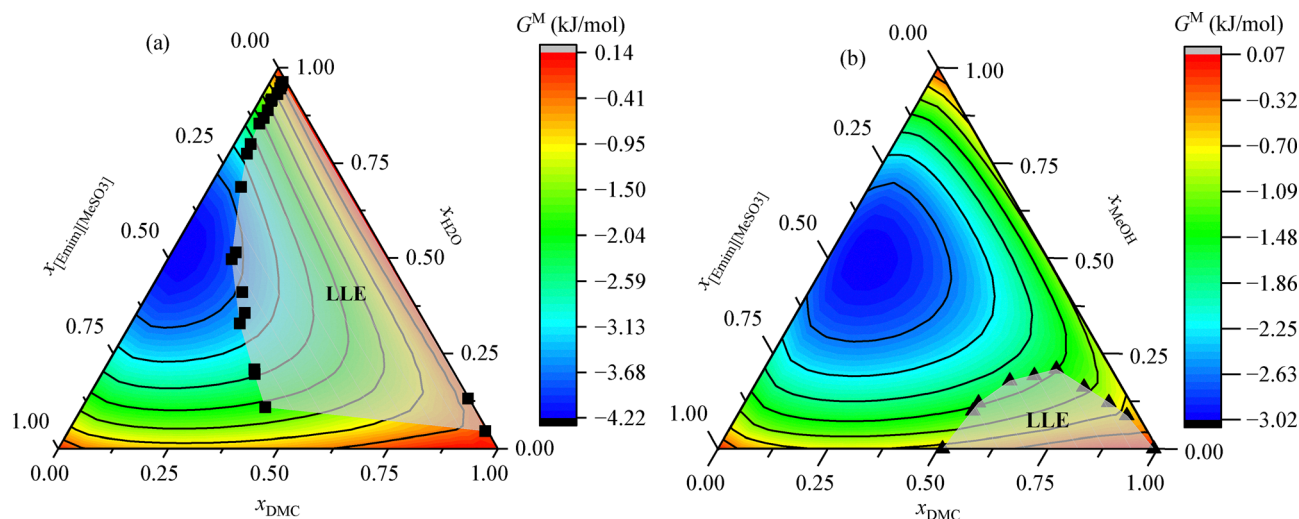 (a)
0.00
1.00
0.25
0.75
0.50
0.50
0.75
0.25
1.00
0.00
x[Emim][MeSO3]
xH2O
LLE
0.00 0.25 0.50 0.75 1.00
xDMC
G^M (kJ/mol)
0.14
−0.41
−0.95
−1.50
−2.04
−2.59
−3.13
−3.68
−4.22
(b)
0.00
1.00
0.25
0.75
0.50
0.50
0.75
0.25
1.00
0.00
x[Emim][MeSO3]
xMeOH
LLE
0.00 0.25 0.50 0.75 1.00
xDMC
G^M (kJ/mol)
0.07
−0.32
−0.70
−1.09
−1.48
−1.86
−2.25
−2.63
−3.02